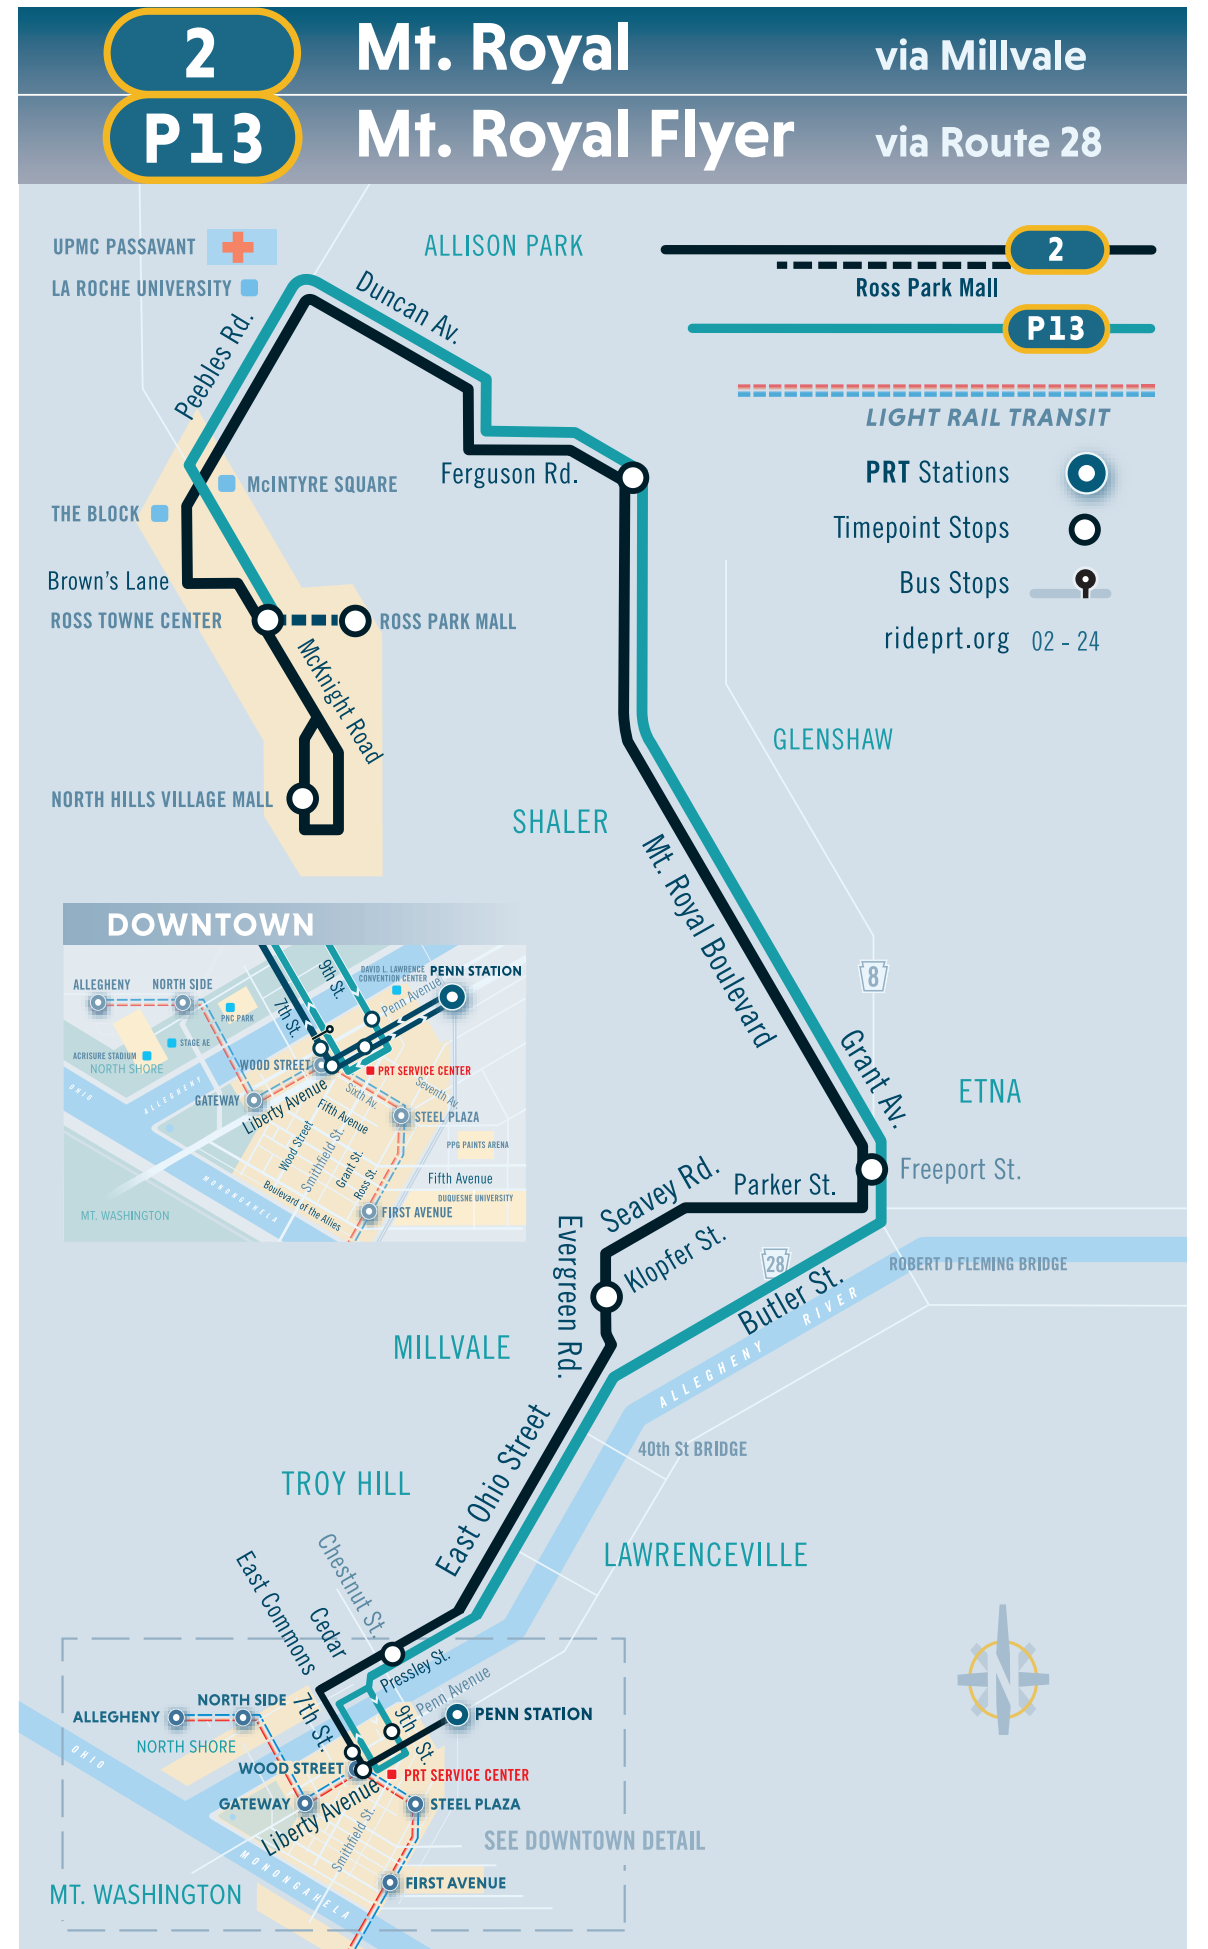 2 Mt. Royal via Millvale
P13 Mt. Royal Flyer via Route 28
UPMC PASSAVANT
LA ROCHE UNIVERSITY
ALLISON PARK
Duncan Av.
Peebles Rd.
2
Ross Park Mall
P13
LIGHT RAIL TRANSIT
PRT Stations
Timepoint Stops
Bus Stops
rideprt.org 02 - 24
Ferguson Rd.
McINTYRE SQUARE
THE BLOCK
Brown's Lane
ROSS TOWNE CENTER
ROSS PARK MALL
McKnight Road
NORTH HILLS VILLAGE MALL
GLENSHAW
SHALER
Mt. Royal Boulevard
8
Grant Av.
ETNA
Freeport St.
Parker St.
Seavey Rd.
Klopfer St.
Evergreen Rd.
28
Butler St.
ROBERT D FLEMING BRIDGE
ALLEGHENY RIVER
MILLVALE
40th St BRIDGE
East Ohio Street
TROY HILL
LAWRENCEVILLE
DOWNTOWN
ALLEGHENY
NORTH SIDE
9th St.
DAVID L. LAWRENCE
CONVENTION CENTER
PENN STATION
Penn Avenue
7th St.
PNC PARK
STAGE AE
ACRISURE STADIUM
NORTH SHORE
OHIO
ALLEGHENY
WOOD STREET
PRT SERVICE CENTER
GATEWAY
Liberty Avenue
Sixth Av.
Seventh Av.
Fifth Avenue
STEEL PLAZA
Wood Street
Smithfield St.
Grant St.
Ross St.
PPG PAINTS ARENA
Fifth Avenue
DUQUESNE UNIVERSITY
Boulevard of the Allies
FIRST AVENUE
MONONGAHELA
MT. WASHINGTON
Chestnut St.
Cedar
East Commons
Pressley St.
Penn Avenue
9th St.
7th St.
NORTH SIDE
ALLEGHENY
NORTH SHORE
PENN STATION
OHIO
WOOD STREET
PRT SERVICE CENTER
GATEWAY
STEEL PLAZA
Liberty Avenue
Smithfield St.
SEE DOWNTOWN DETAIL
FIRST AVENUE
MONONGAHELA
MT. WASHINGTON
N